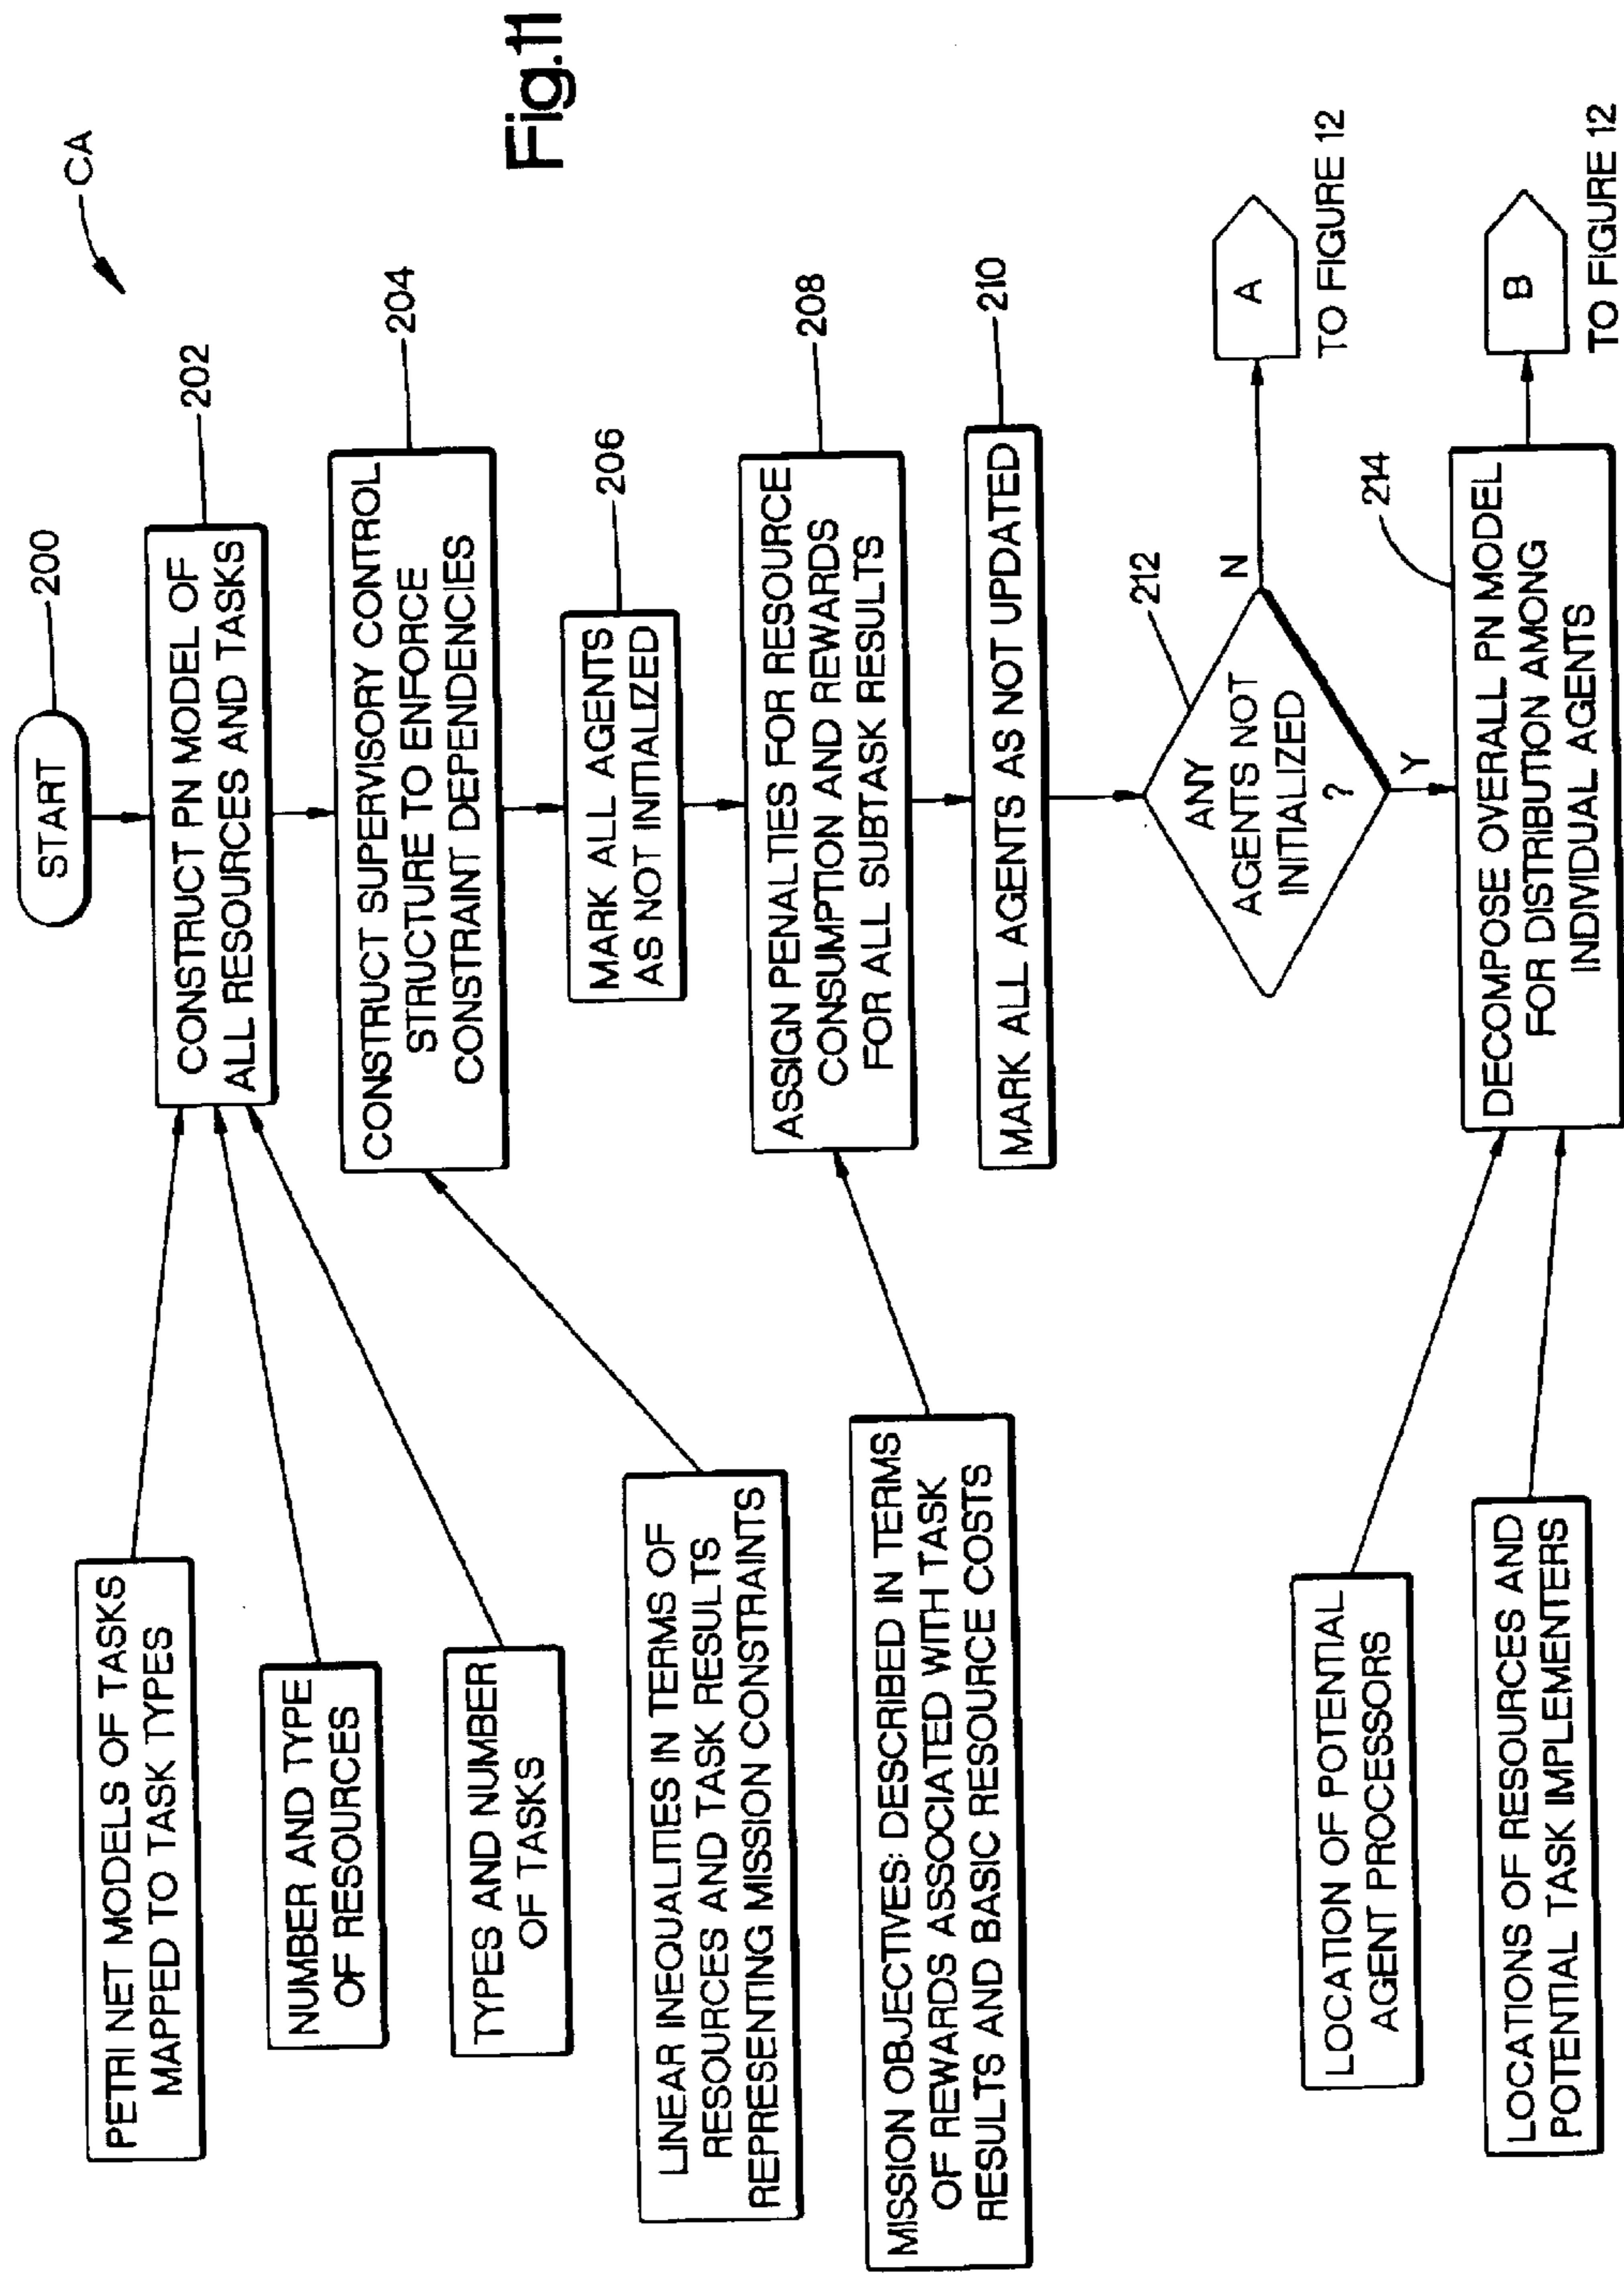 CA
Fig.11
START
200
PETRI NET MODELS OF TASKS
MAPPED TO TASK TYPES
CONSTRUCT PN MODEL OF
ALL RESOURCES AND TASKS
202
NUMBER AND TYPE
OF RESOURCES
TYPES AND NUMBER
OF TASKS
CONSTRUCT SUPERVISORY CONTROL
STRUCTURE TO ENFORCE
CONSTRAINT DEPENDENCIES
204
LINEAR INEQUALITIES IN TERMS OF
RESOURCES AND TASK RESULTS
REPRESENTING MISSION CONSTRAINTS
MARK ALL AGENTS
AS NOT INITIALIZED
206
ASSIGN PENALTIES FOR RESOURCE
CONSUMPTION AND REWARDS
FOR ALL SUBTASK RESULTS
208
MISSION OBJECTIVES: DESCRIBED IN TERMS
OF REWARDS ASSOCIATED WITH TASK
RESULTS AND BASIC RESOURCE COSTS
MARK ALL AGENTS AS NOT UPDATED
210
ANY
AGENTS NOT
INITIALIZED
?
212
N
A
TO FIGURE 12
Y
LOCATION OF POTENTIAL
AGENT PROCESSORS
LOCATIONS OF RESOURCES AND
POTENTIAL TASK IMPLEMENTERS
DECOMPOSE OVERALL PN MODEL
FOR DISTRIBUTION AMONG
INDIVIDUAL AGENTS
214
B
TO FIGURE 12